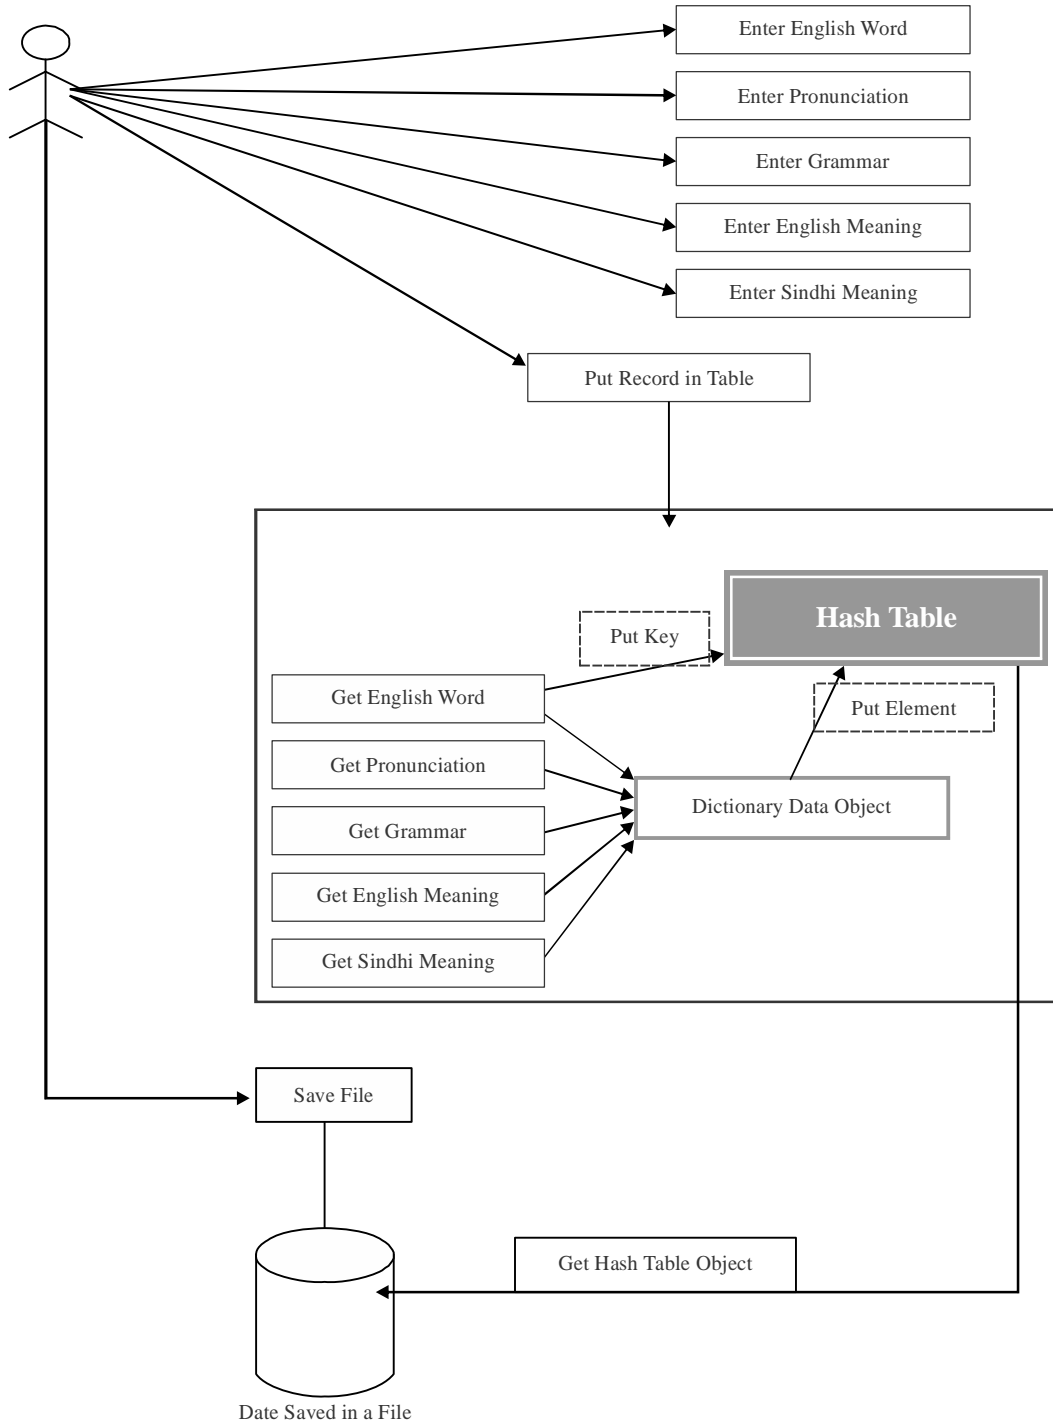 Enter English Word
Enter Pronunciation
Enter Grammar
Enter English Meaning
Enter Sindhi Meaning
Put Record in Table
Hash Table
Put Key
Get English Word
Put Element
Get Pronunciation
Dictionary Data Object
Get Grammar
Get English Meaning
Get Sindhi Meaning
Save File
Get Hash Table Object
Date Saved in a File